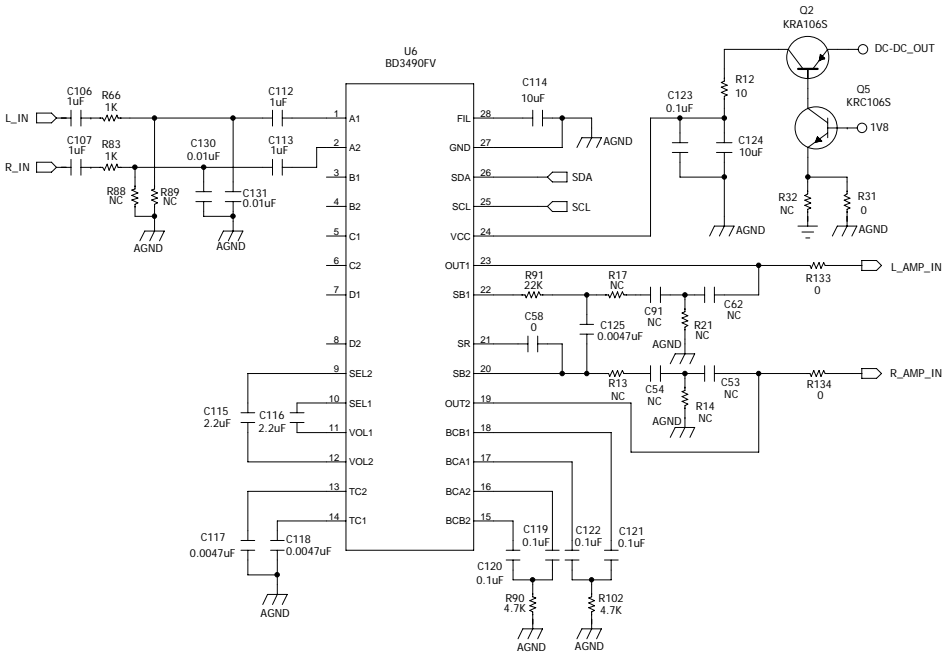 Q2
KRA106S
DC-DC_OUT
U6
BD3490FV
R12
10
Q5
KRC106S
1V8
C123
0.1uF
C124
10uF
AGND
R32
NC
R31
0
AGND
C106
1uF
R66
1K
L_IN
C112
1uF
C107
1uF
R83
1K
R_IN
C130
0.01uF
C113
1uF
R88
NC
R89
NC
C131
0.01uF
AGND
AGND
C114
10uF
AGND
1 A1
2 A2
3 B1
4 B2
5 C1
6 C2
7 D1
8 D2
9 SEL2
10 SEL1
11 VOL1
12 VOL2
13 TC2
14 TC1
FIL 28
GND 27
SDA 26 SDA
SCL 25 SCL
VCC 24
OUT1 23
SB1 22
SR 21
SB2 20
OUT2 19
BCB1 18
BCA1 17
BCA2 16
BCB2 15
R133
0
L_AMP_IN
R91
22K
R17
NC
C91
NC
C62
NC
R21
NC
AGND
C58
0
C125
0.0047uF
R13
NC
C54
NC
C53
NC
R14
NC
AGND
R134
0
R_AMP_IN
C115
2.2uF
C116
2.2uF
C117
0.0047uF
C118
0.0047uF
AGND
C119
0.1uF
C122
0.1uF
C121
0.1uF
C120
0.1uF
R90
4.7K
R102
4.7K
AGND
AGND